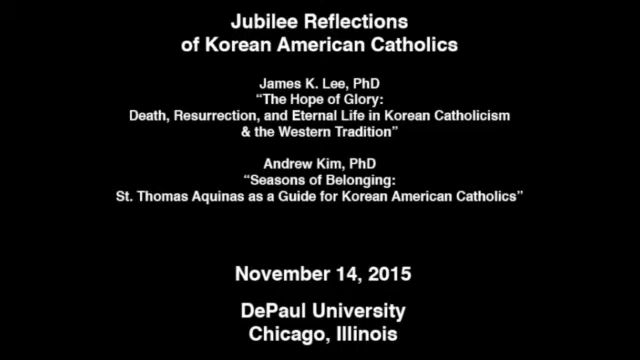 Jubilee Reflections
of Korean American Catholics
James K. Lee, PhD
“The Hope of Glory:
Death, Resurrection, and Eternal Life in Korean Catholicism
& the Western Tradition”
Andrew Kim, PhD
“Seasons of Belonging:
St. Thomas Aquinas as a Guide for Korean American Catholics”
November 14, 2015
DePaul University
Chicago, Illinois